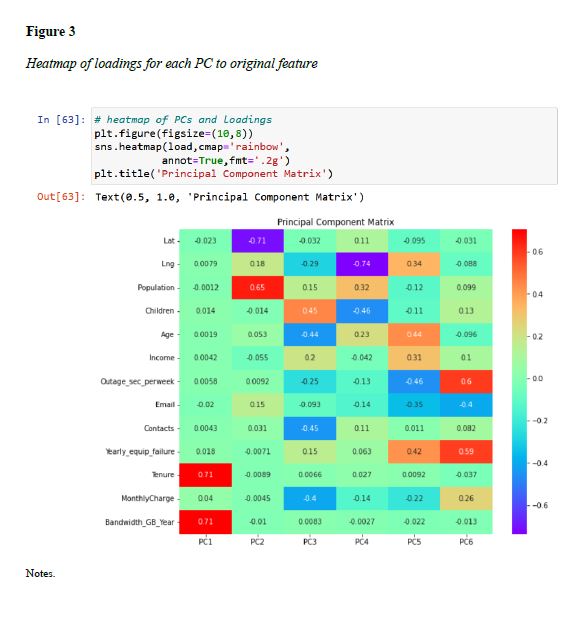 Figure 3
Heatmap of loadings for each PC to original feature
In [63]: # heatmap of PCs and loadings
plt.figure(figsize=(10,8))
sns.heatmap(load,cmap='rainbow',
annot=True,fmt='.2g')
plt.title('Principal Component Matrix')
Out[63]: Text(0.5, 1.0, 'Principal Component Matrix')
Principal Component Matrix
Lat -0.023 -0.71 -0.032 0.11 -0.095 -0.031
Lng 0.0079 0.18 -0.29 -0.74 0.34 -0.088
Population -0.0012 0.65 0.15 0.32 -0.12 0.099
Children 0.014 -0.014 0.45 -0.46 -0.11 0.13
Age 0.0019 0.053 -0.44 0.23 0.44 -0.096
Income 0.0042 -0.055 0.2 -0.042 0.31 0.1
Outage_sec_perweek 0.0058 0.0092 -0.25 -0.13 -0.46 0.6
Email -0.02 0.15 -0.093 -0.14 -0.35 -0.4
Contacts 0.0043 0.031 -0.45 0.11 0.011 0.082
Yearly_equip_failure 0.018 -0.0071 0.15 0.063 0.42 0.59
Tenure 0.71 -0.0089 0.0066 0.027 0.0092 -0.037
MonthlyCharge 0.04 -0.0045 -0.4 -0.14 -0.22 0.26
Bandwidth_GB_Year 0.71 -0.01 0.0083 -0.0027 -0.022 -0.013
PC1 PC2 PC3 PC4 PC5 PC6
0.6
0.4
0.2
0.0
-0.2
-0.4
-0.6
Notes.